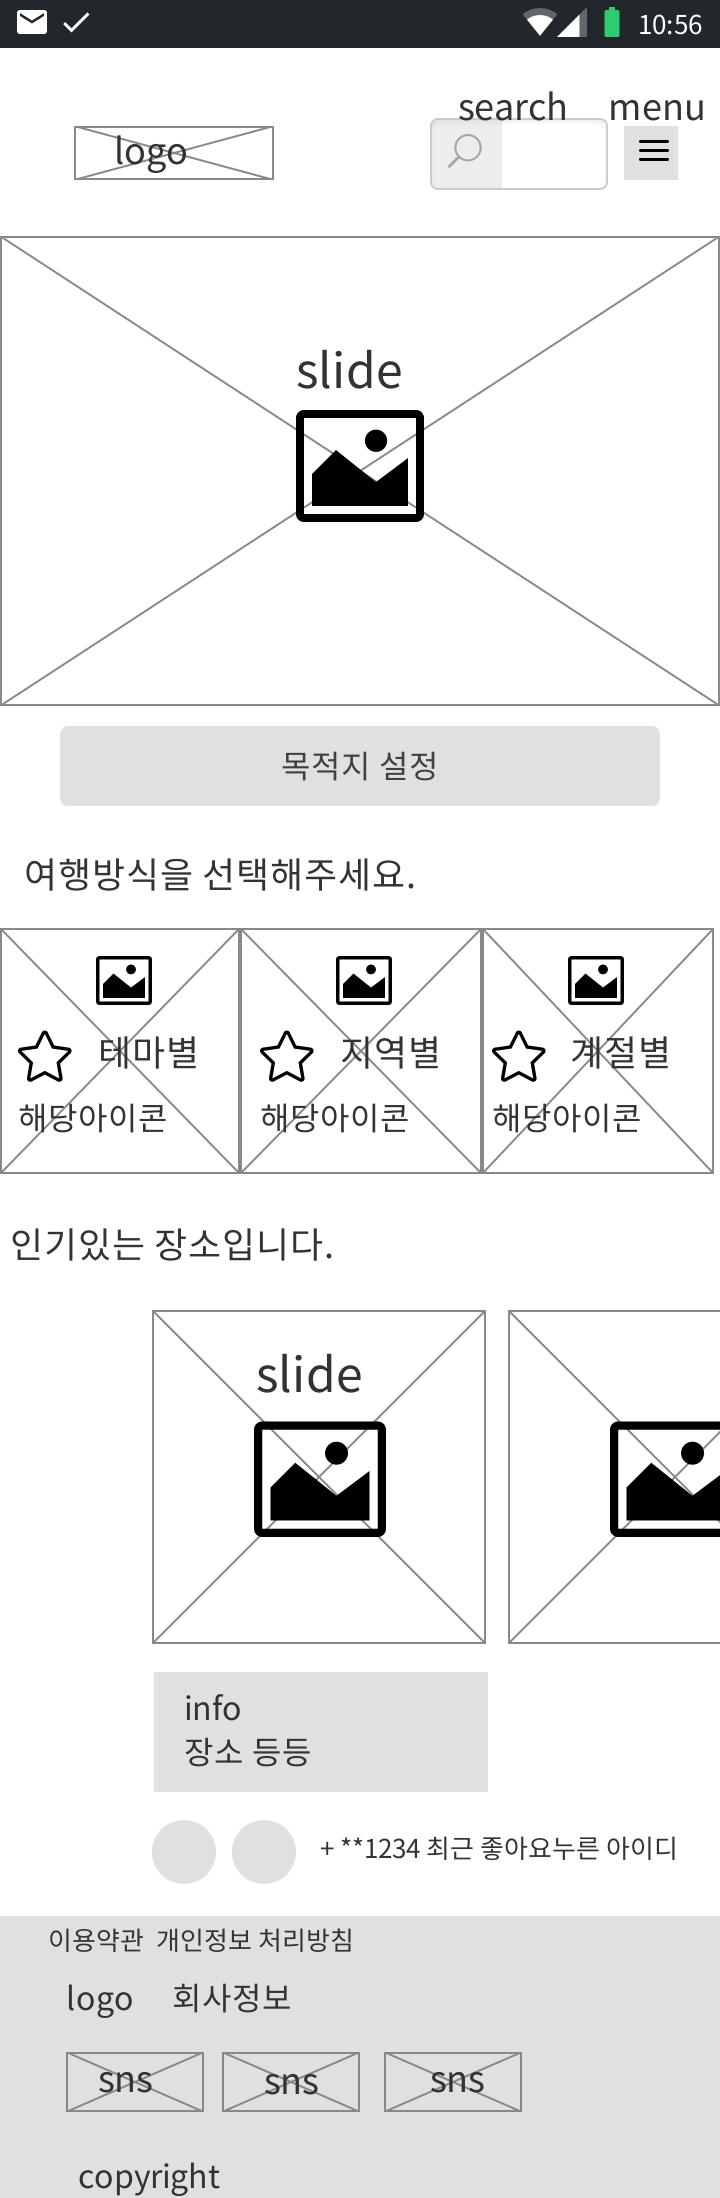 10:56
search menu
logo
slide
목적지 설정
여행방식을 선택해주세요.
테마별 지역별 계절별
해당아이콘 해당아이콘 해당아이콘
인기있는 장소입니다.
slide
info
장소 등등
+ **1234 최근 좋아요누른 아이디
이용약관 개인정보 처리방침
logo 회사정보
sns sns sns
copyright